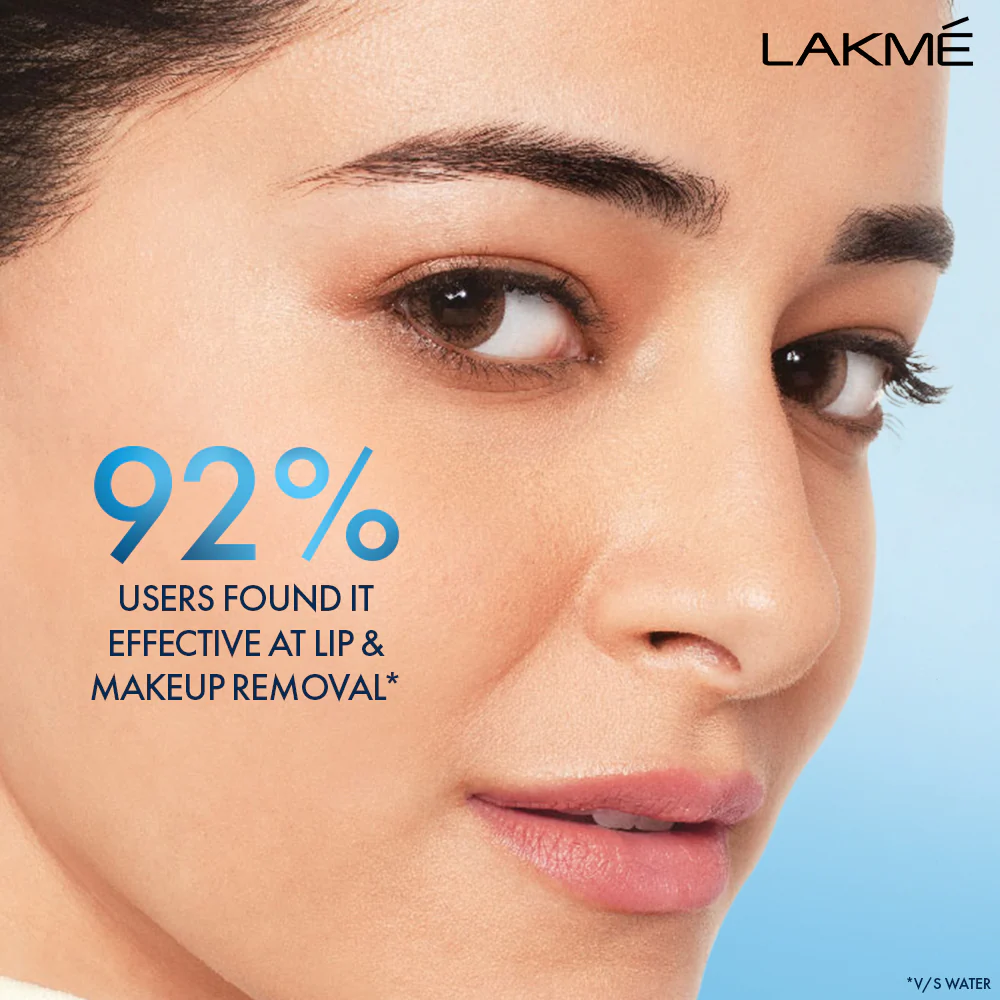 LAKMÉ
92%
USERS FOUND IT
EFFECTIVE AT LIP &
MAKEUP REMOVAL*
*V/S WATER